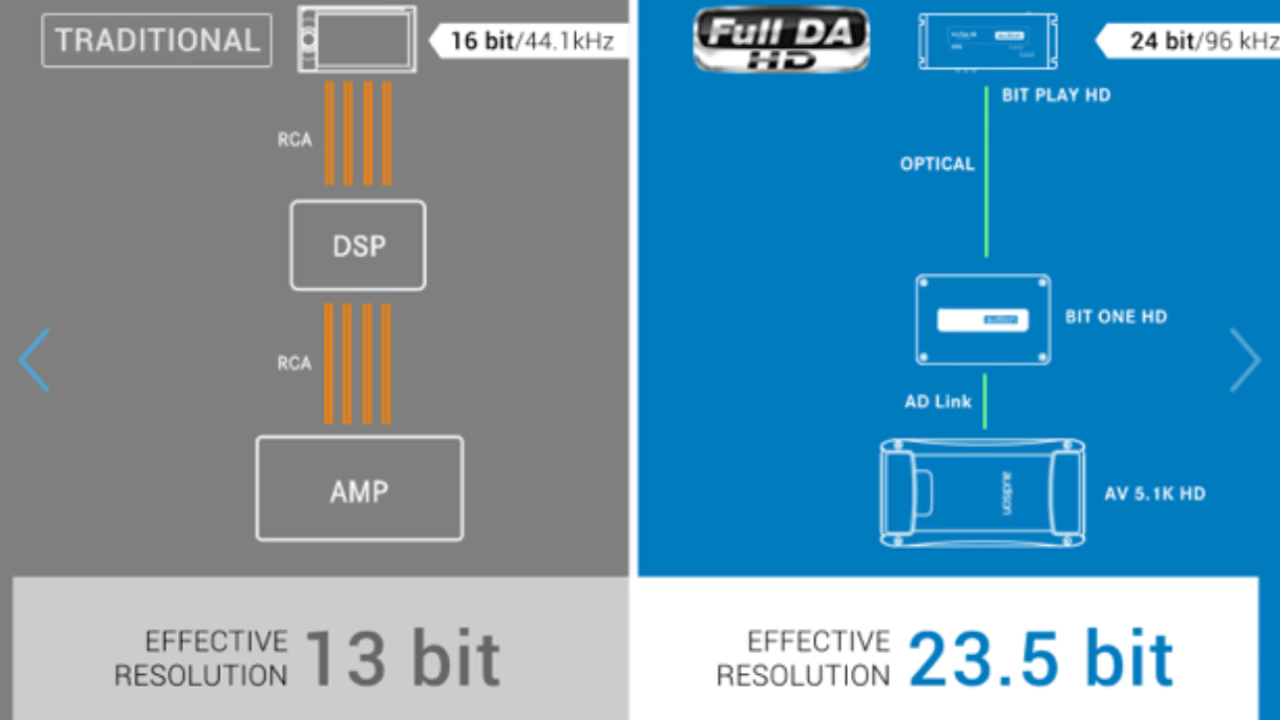 TRADITIONAL
16 bit/44.1kHz
RCA
DSP
RCA
AMP
EFFECTIVE
RESOLUTION
13 bit
Full DA
HD
24 bit/96 kHz
BIT PLAY HD
OPTICAL
BIT ONE HD
AD Link
audison
AV 5.1K HD
EFFECTIVE
RESOLUTION
23.5 bit